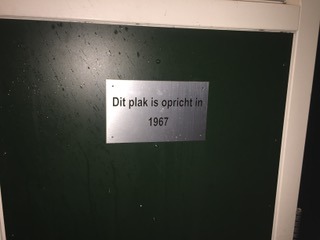 Dit plak is opricht in
1967